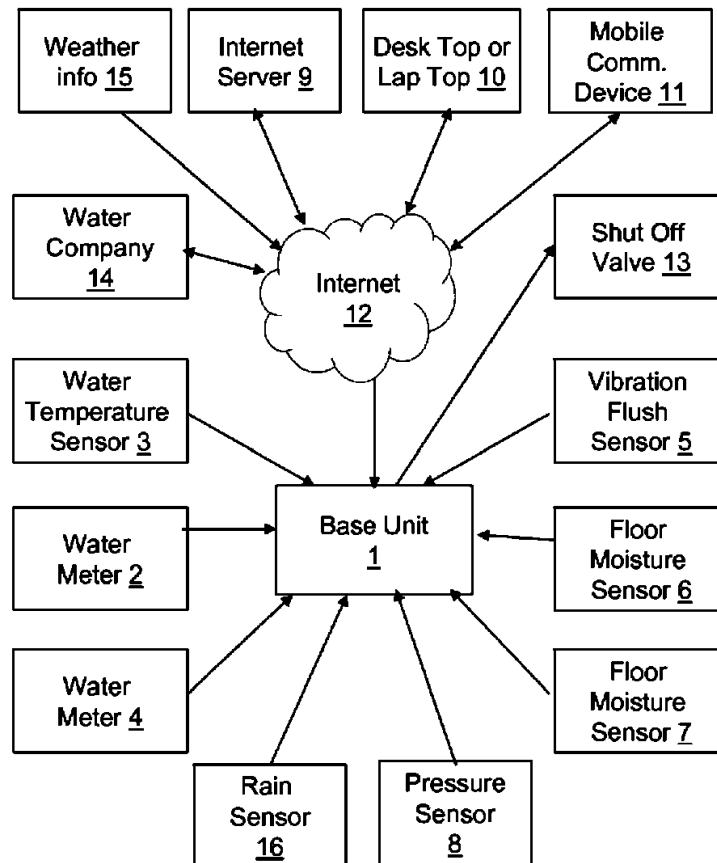 Weather
info 15
Internet
Server 9
Desk Top or
Lap Top 10
Mobile
Comm.
Device 11
Water
Company
14
Internet
12
Shut Off
Valve 13
Water
Temperature
Sensor 3
Vibration
Flush
Sensor 5
Water
Meter 2
Base Unit
1
Floor
Moisture
Sensor 6
Water
Meter 4
Floor
Moisture
Sensor 7
Rain
Sensor
16
Pressure
Sensor
8